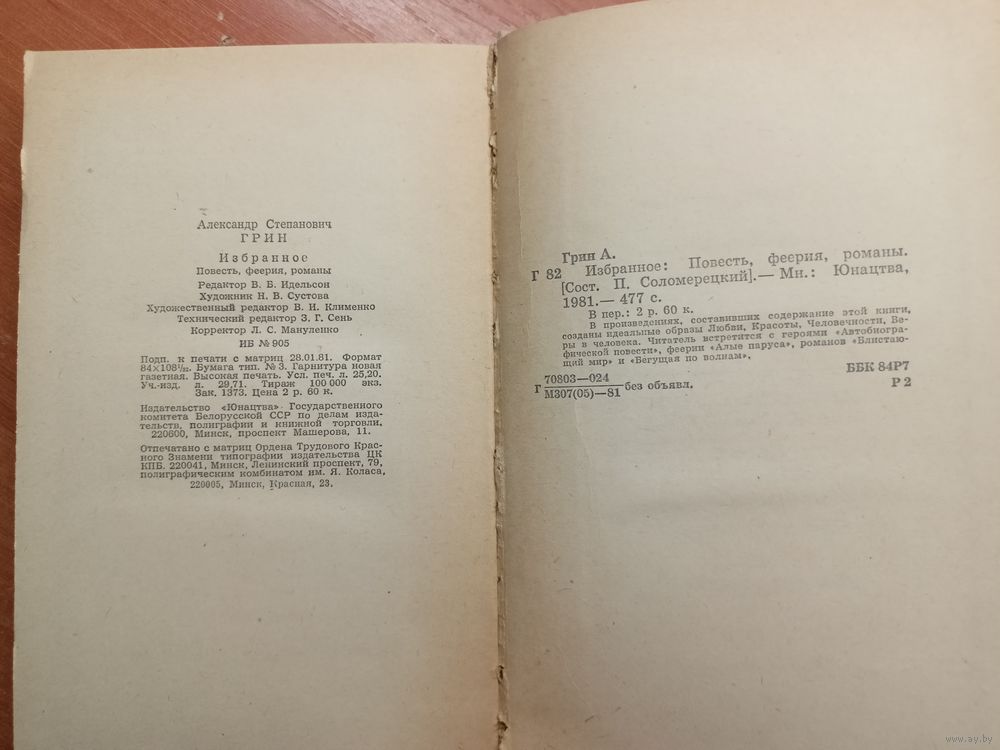 Александр Степанович
ГРИН
Избранное
Повесть, феерия, романы
Редактор В. Б. Идельсон
Художник Н. В. Сустова
Художественный редактор В. И. Клименко
Технический редактор З. Г. Сень
Корректор Л. С. Мануленко
ИБ № 905
Подп. к печати с матриц 28.01.81. Формат
84×108¹/₃₂. Бумага тип. № 3. Гарнитура новая
газетная. Высокая печать. Усл. печ. л. 25,20.
Уч.-изд. л. 29,71. Тираж 100 000 экз.
Зак. 1373. Цена 2 р. 60 к.
Издательство «Юнацтва» Государственного
комитета Белорусской ССР по делам изда-
тельств, полиграфии и книжной торговли.
220600, Минск, проспект Машерова, 11.
Отпечатано с матриц Ордена Трудового Крас-
ного Знамени типографии издательства ЦК
КПБ. 220041, Минск, Ленинский проспект, 79,
полиграфическим комбинатом им. Я. Коласа,
220005, Минск, Красная, 23.
Грин А.
Г 82 Избранное: Повесть, феерия, романы.
[Сост. П. Соломерецкий].— Мн.: Юнацтва,
1981.— 477 с.
В пер.: 2 р. 60 к.
В произведениях, составивших содержание этой книги,
созданы идеальные образы Любви, Красоты, Человечности, Ве-
ры в человека. Читатель встретится с героями «Автобиогра-
фической повести», феерии «Алые паруса», романов «Блистаю-
щий мир» и «Бегущая по волнам».
Г 70803—024
М307(05)—81 без объявл.
ББК 84Р7
Р 2
www.ay.by